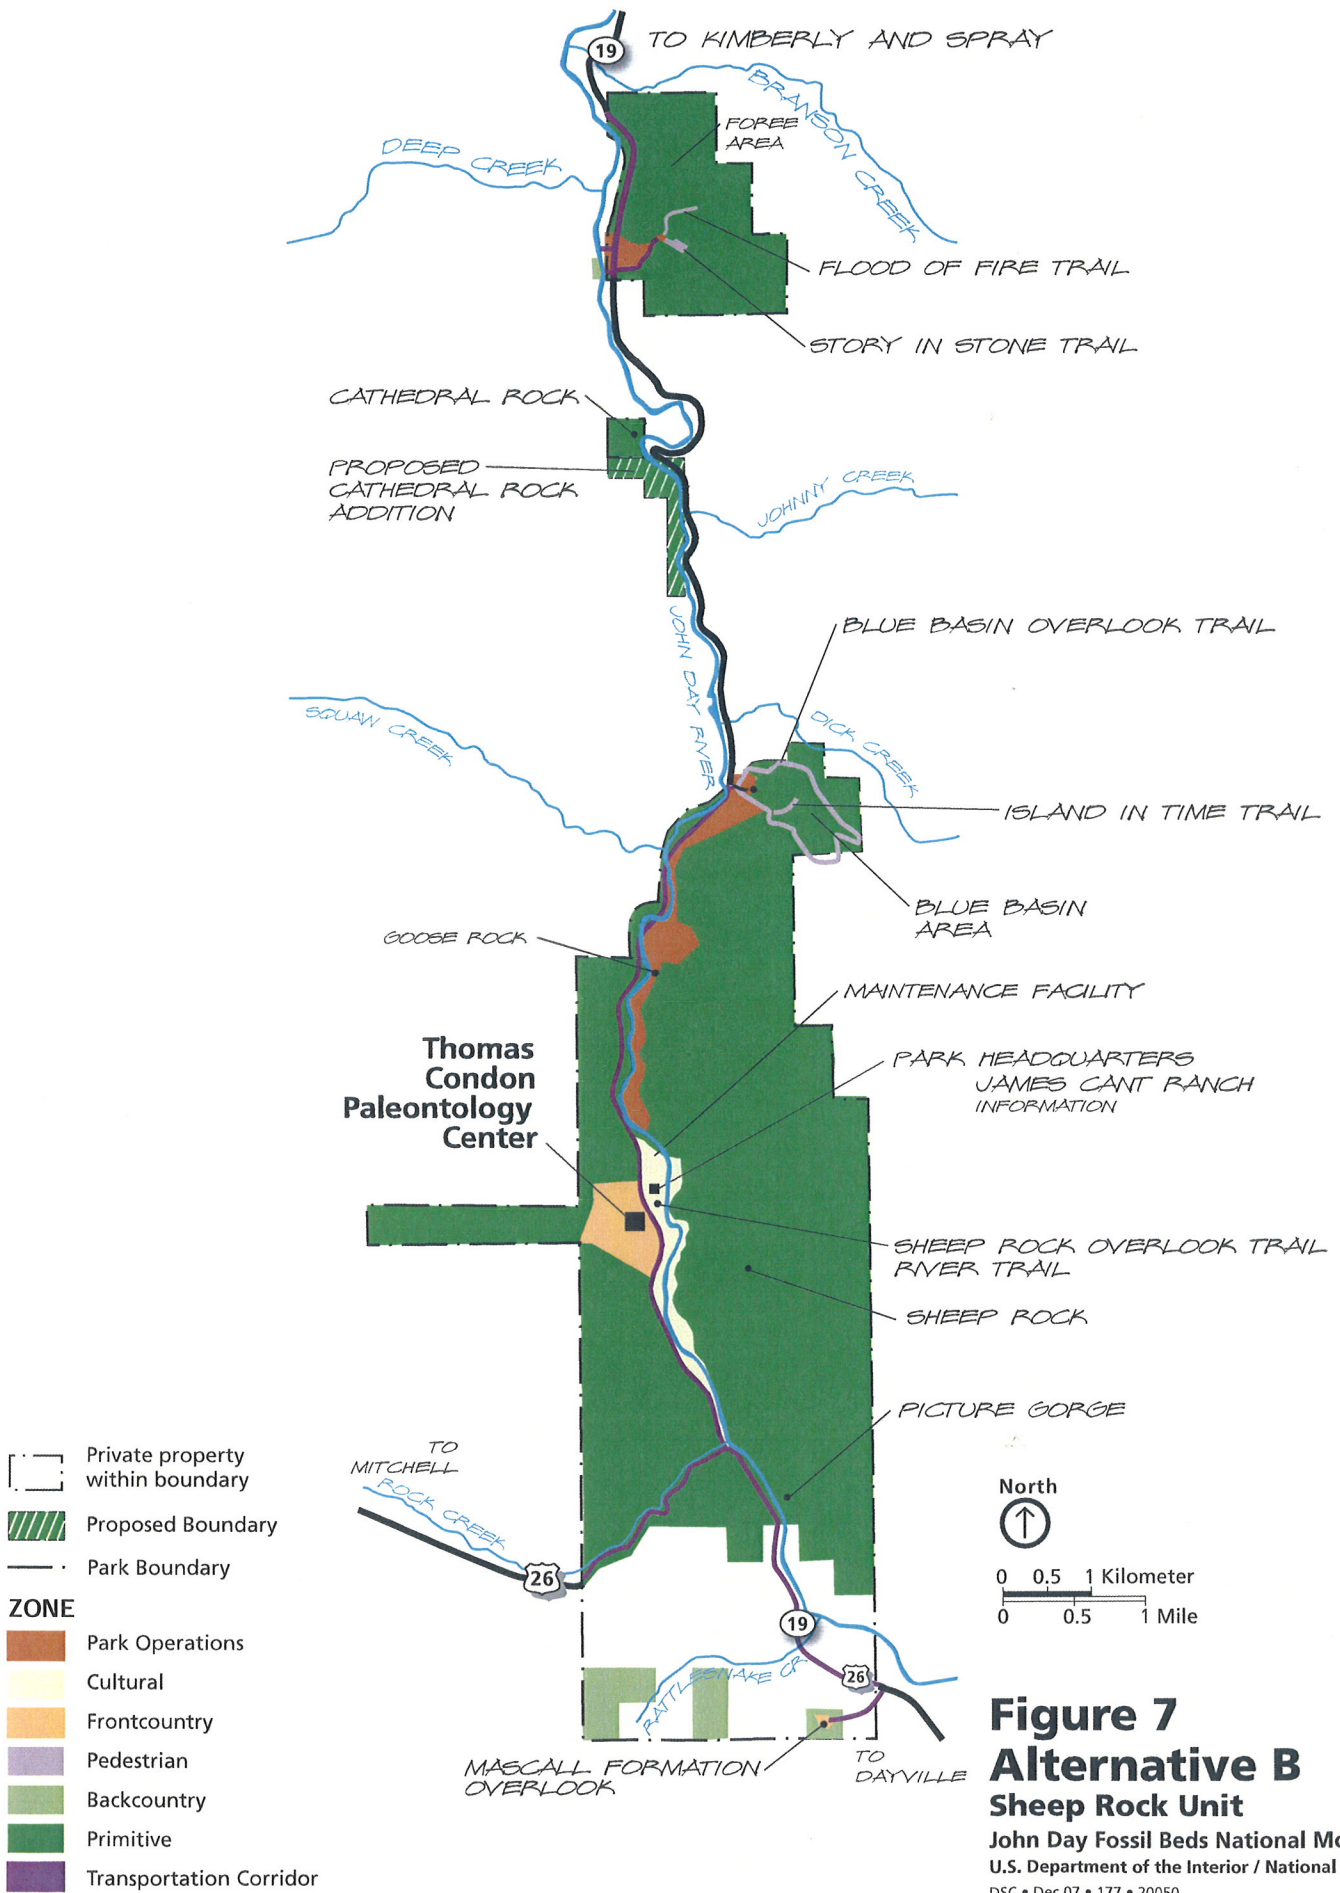 19
TO KIMBERLY AND SPRAY
BRANSON CREEK
FOREE
AREA
DEEP CREEK
FLOOD OF FIRE TRAIL
STORY IN STONE TRAIL
CATHEDRAL ROCK
PROPOSED
CATHEDRAL ROCK
ADDITION
JOHNNY CREEK
JOHN DAY RIVER
BLUE BASIN OVERLOOK TRAIL
SQUAW CREEK
DICK CREEK
ISLAND IN TIME TRAIL
BLUE BASIN
AREA
GOOSE ROCK
MAINTENANCE FACILITY
Thomas
Condon
Paleontology
Center
PARK HEADQUARTERS
JAMES CANT RANCH
INFORMATION
SHEEP ROCK OVERLOOK TRAIL
RIVER TRAIL
SHEEP ROCK
PICTURE GORGE
TO
MITCHELL
ROCK CREEK
26
19
RATTLESNAKE CR
26
MASCALL FORMATION
OVERLOOK
TO
DAYVILLE
Private property
within boundary
Proposed Boundary
Park Boundary
ZONE
Park Operations
Cultural
Frontcountry
Pedestrian
Backcountry
Primitive
Transportation Corridor
North
0 0.5 1 Kilometer
0 0.5 1 Mile
Figure 7
Alternative B
Sheep Rock Unit
John Day Fossil Beds National Mo
U.S. Department of the Interior / National
DSC • Dec 07 • 177 • 20050